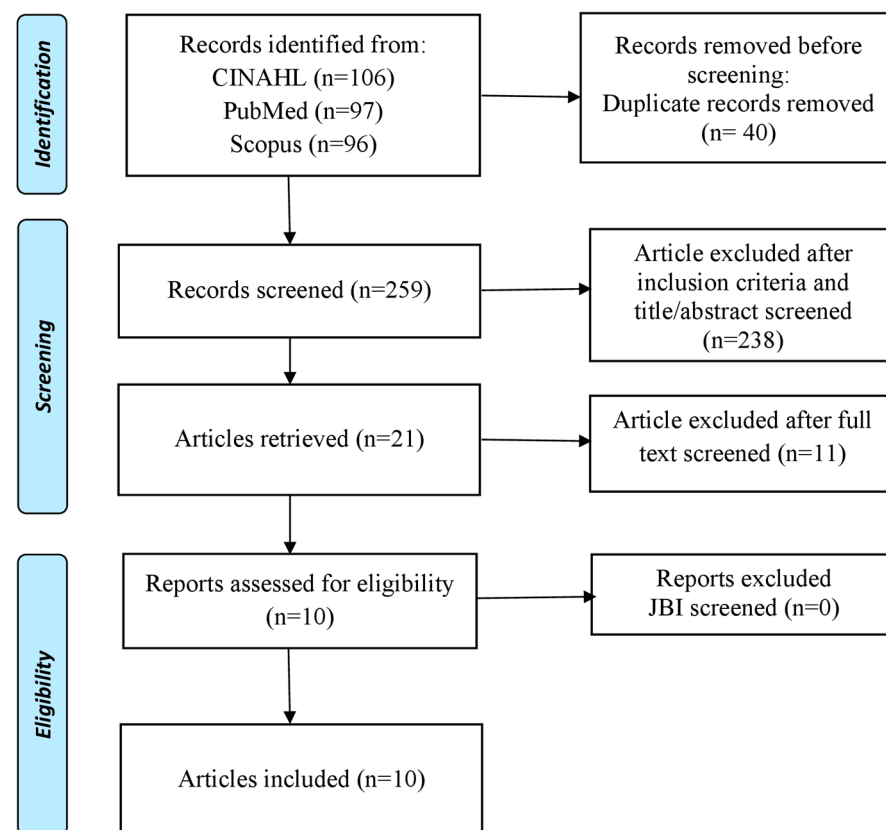 Identification
Records identified from:
CINAHL (n=106)
PubMed (n=97)
Scopus (n=96)
Records removed before
screening:
Duplicate records removed
(n= 40)
Screening
Records screened (n=259)
Article excluded after
inclusion criteria and
title/abstract screened
(n=238)
Articles retrieved (n=21)
Article excluded after full
text screened (n=11)
Eligibility
Reports assessed for eligibility
(n=10)
Reports excluded
JBI screened (n=0)
Articles included (n=10)